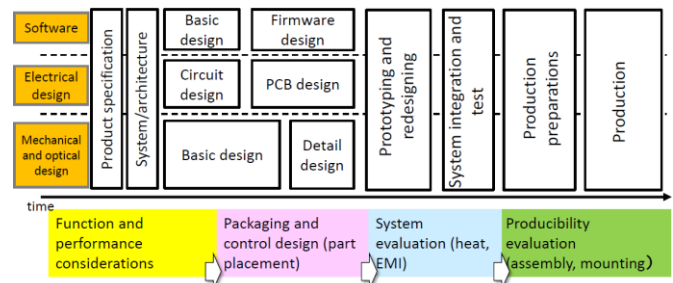 Software
Electrical
design
Mechanical
and optical
design
Product specification
System/architecture
Basic
design
Firmware
design
Circuit
design
PCB design
Basic design
Detail
design
Prototyping and
redesigning
System integration and
test
Production
preparations
Production
time
Function and
performance
considerations
Packaging and
control design (part
placement)
System
evaluation (heat,
EMI)
Producibility
evaluation
(assembly, mounting)